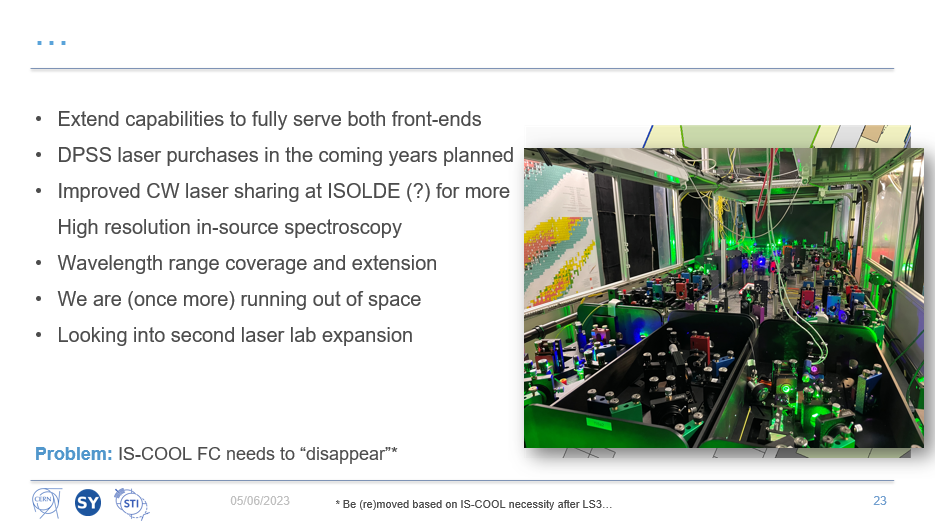 ...
• Extend capabilities to fully serve both front-ends
• DPSS laser purchases in the coming years planned
• Improved CW laser sharing at ISOLDE (?) for more
High resolution in-source spectroscopy
• Wavelength range coverage and extension
• We are (once more) running out of space
• Looking into second laser lab expansion
Problem: IS-COOL FC needs to “disappear”*
CERN SY STI 05/06/2023 * Be (re)moved based on IS-COOL necessity after LS3… 23